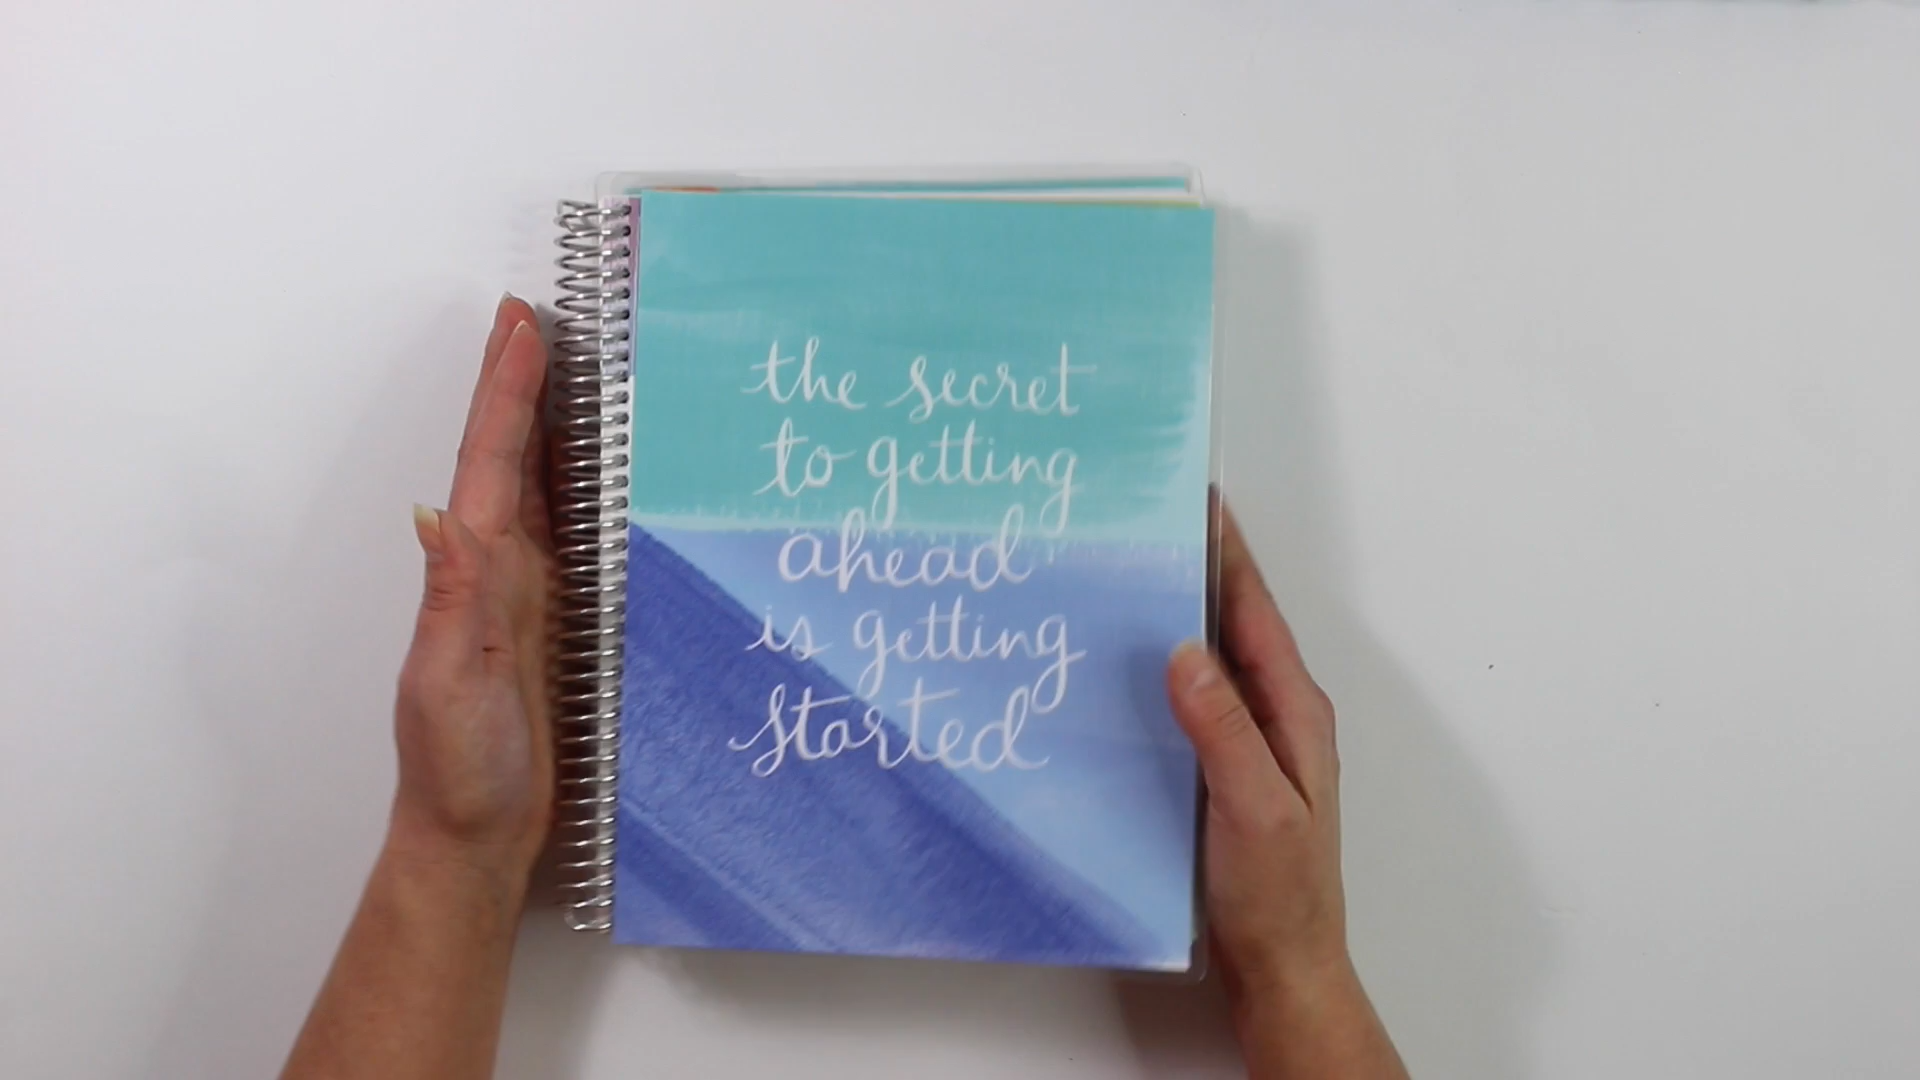 the secret
to getting
ahead
is getting
started